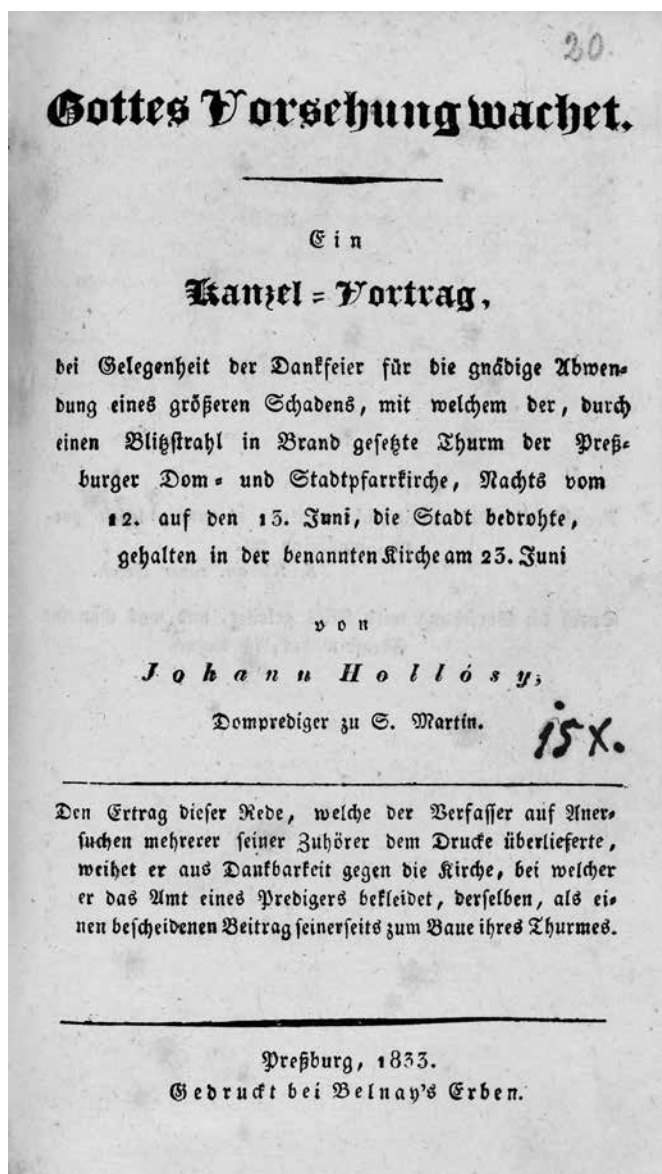 20.
Gottes Vorsehung wachet.
Ein
Kanzel = Vortrag,
bei Gelegenheit der Dankfeier für die gnädige Abwen=
dung eines größeren Schadens, mit welchem der, durch
einen Blitzstrahl in Brand gesetzte Thurm der Preß=
burger Dom = und Stadtpfarrkirche, Nachts vom
12. auf den 13. Juni, die Stadt bedrohte,
gehalten in der benannten Kirche am 23. Juni
von
Johann Hollósy,
Domprediger zu S. Martin.
15 X.
Den Ertrag dieser Rede, welche der Verfasser auf Aner=
suchen mehrerer seiner Zuhörer dem Drucke überlieferte,
weihet er aus Dankbarkeit gegen die Kirche, bei welcher
er das Amt eines Predigers bekleidet, derselben, als ei=
nen bescheidenen Beitrag seinerseits zum Baue ihres Thurmes.
Preßburg, 1833.
Gedruckt bei Belnay's Erben.